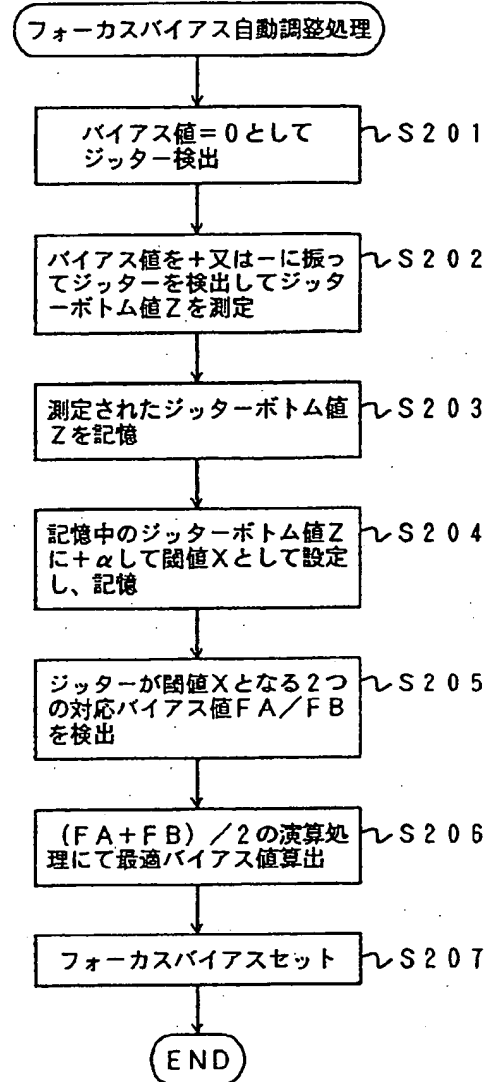 フォーカスバイアス自動調整処理
バイアス値=0として
ジッター検出
S201
バイアス値を+又は-に振っ
てジッターを検出してジッタ
ーボトム値Zを測定
S202
測定されたジッターボトム値
Zを記憶
S203
記憶中のジッターボトム値Z
に+αして閾値Xとして設定
し、記憶
S204
ジッターが閾値Xとなる2つ
の対応バイアス値FA/FB
を検出
S205
(FA+FB)/2の演算処
理にて最適バイアス値算出
S206
フォーカスバイアスセット
S207
END